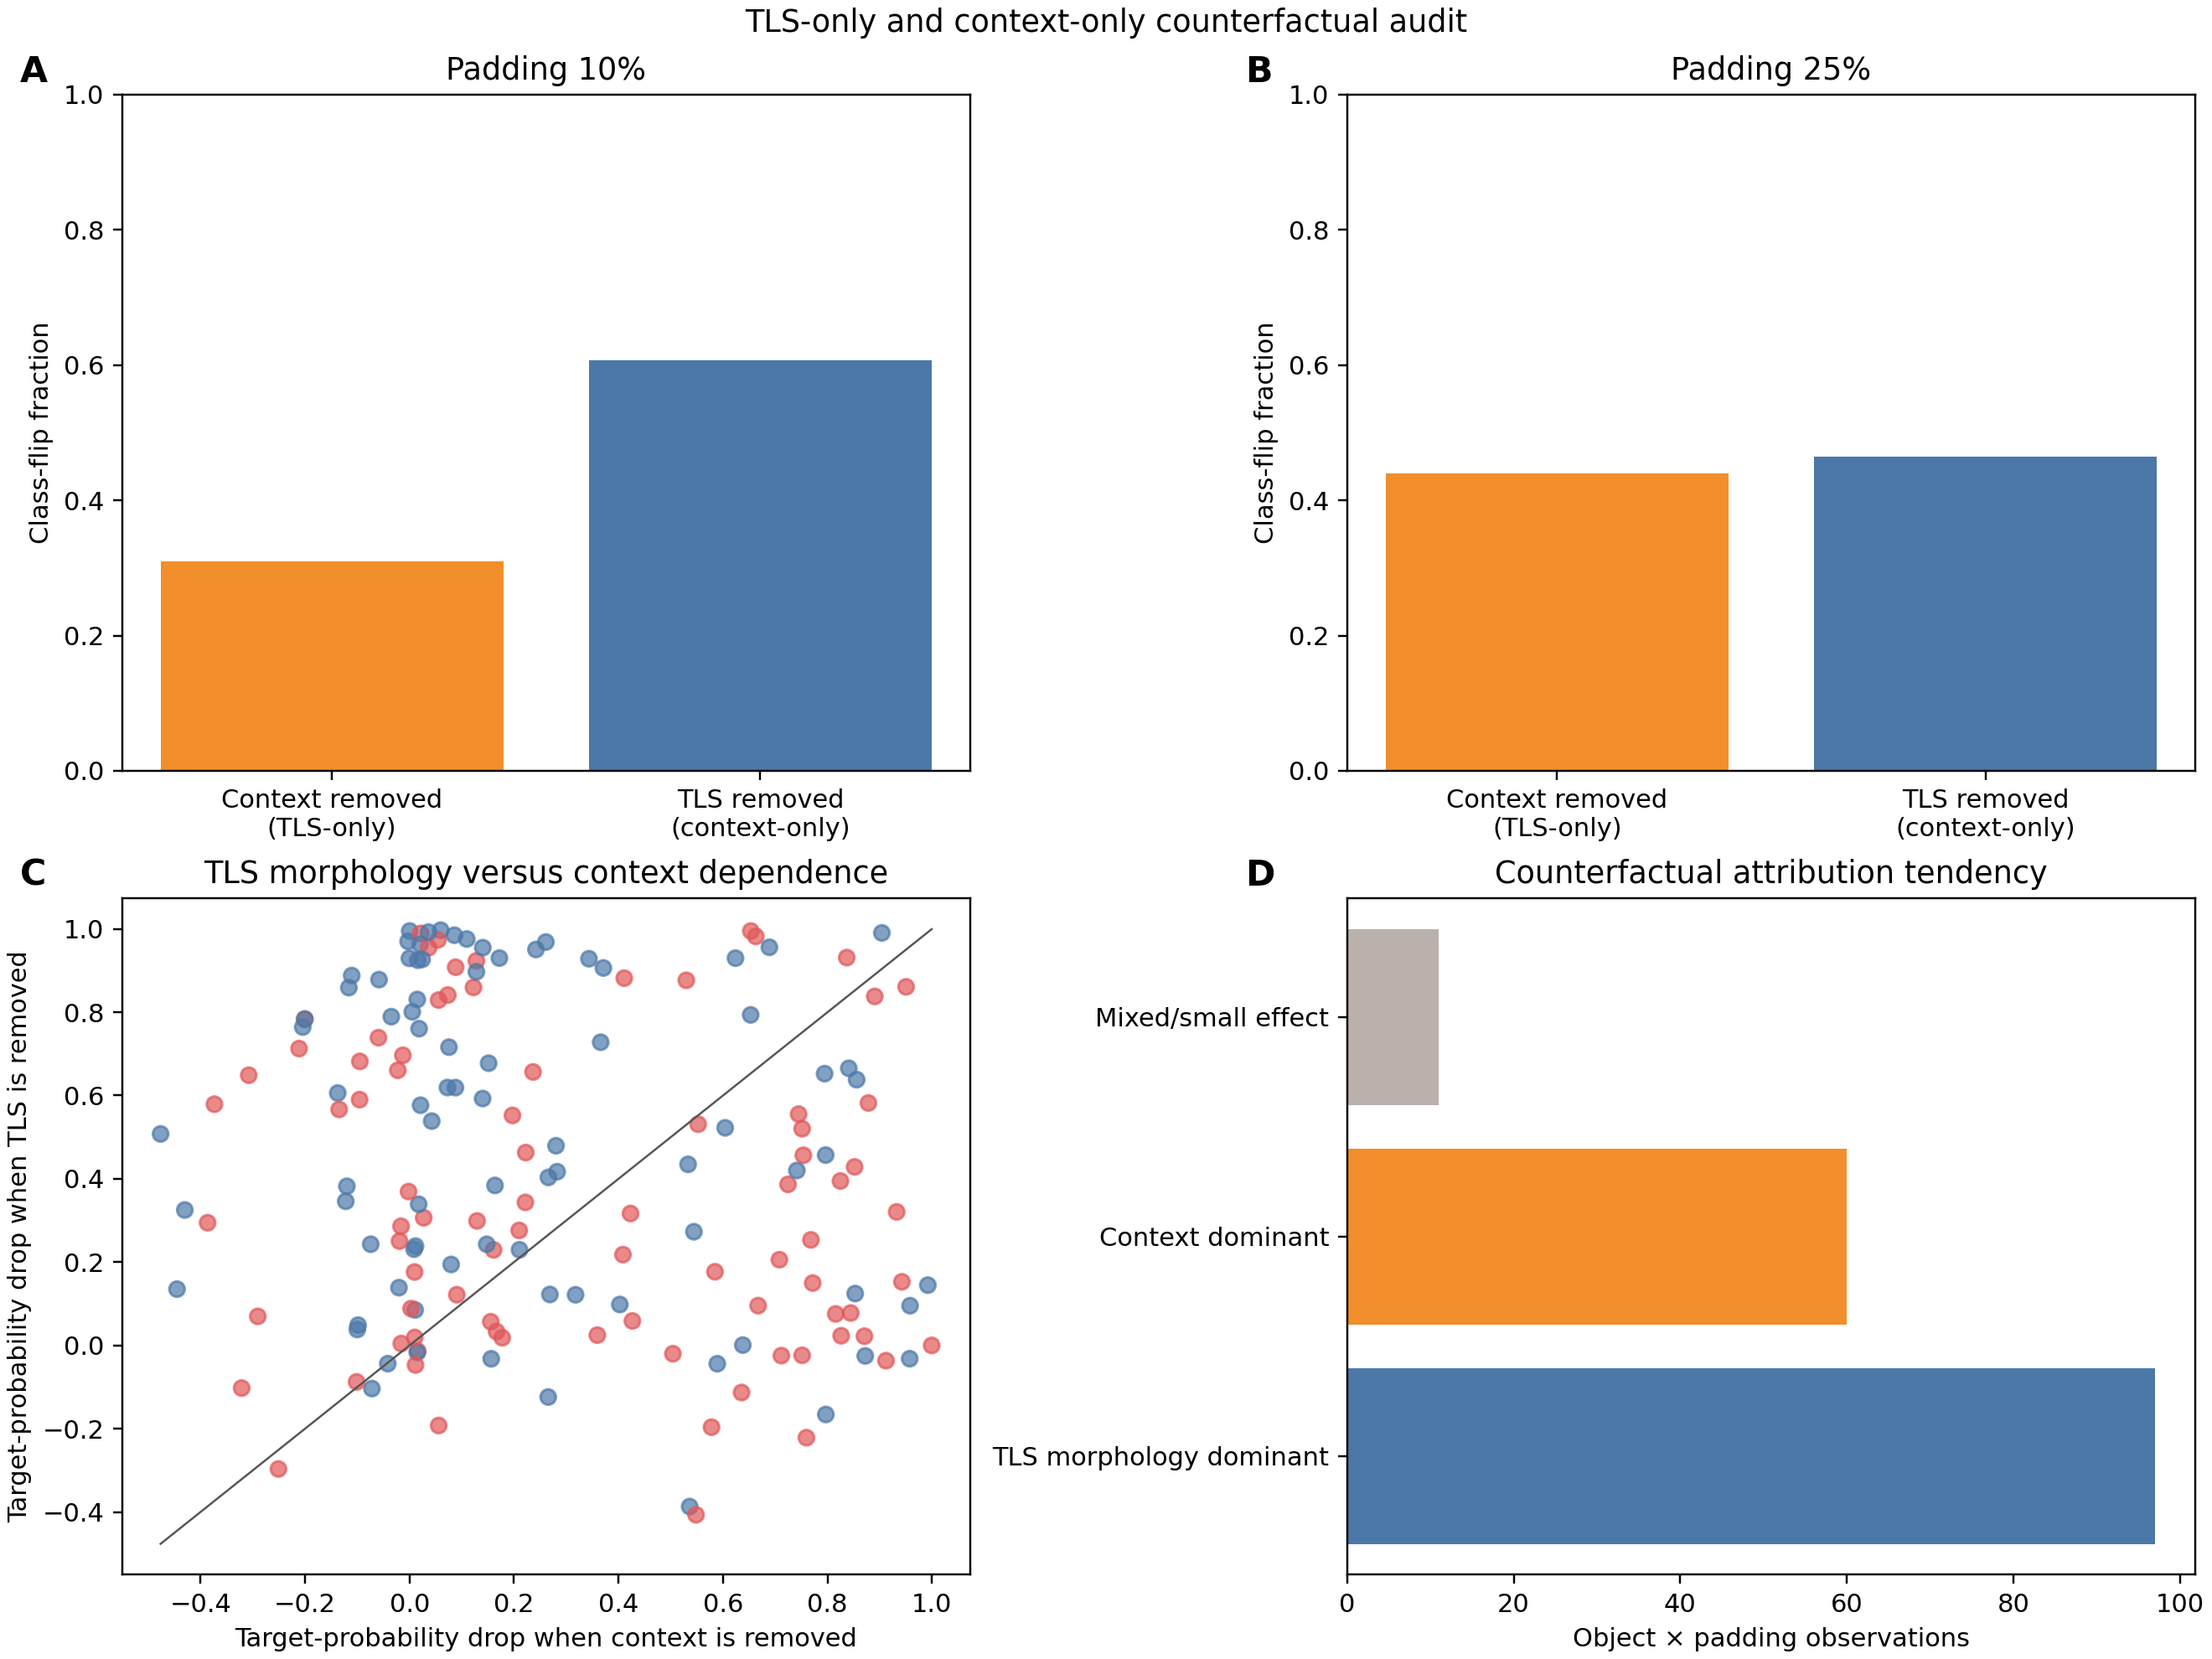 TLS-only and context-only counterfactual audit
A
Padding 10%
1.0
0.8
0.6
0.4
0.2
0.0
Class-flip fraction
Context removed
(TLS-only)
TLS removed
(context-only)
B
Padding 25%
1.0
0.8
0.6
0.4
0.2
0.0
Class-flip fraction
Context removed
(TLS-only)
TLS removed
(context-only)
C
TLS morphology versus context dependence
1.0
0.8
0.6
0.4
0.2
0.0
−0.2
−0.4
Target-probability drop when TLS is removed
−0.4
−0.2
0.0
0.2
0.4
0.6
0.8
1.0
Target-probability drop when context is removed
D
Counterfactual attribution tendency
Mixed/small effect
Context dominant
TLS morphology dominant
0
20
40
60
80
100
Object × padding observations